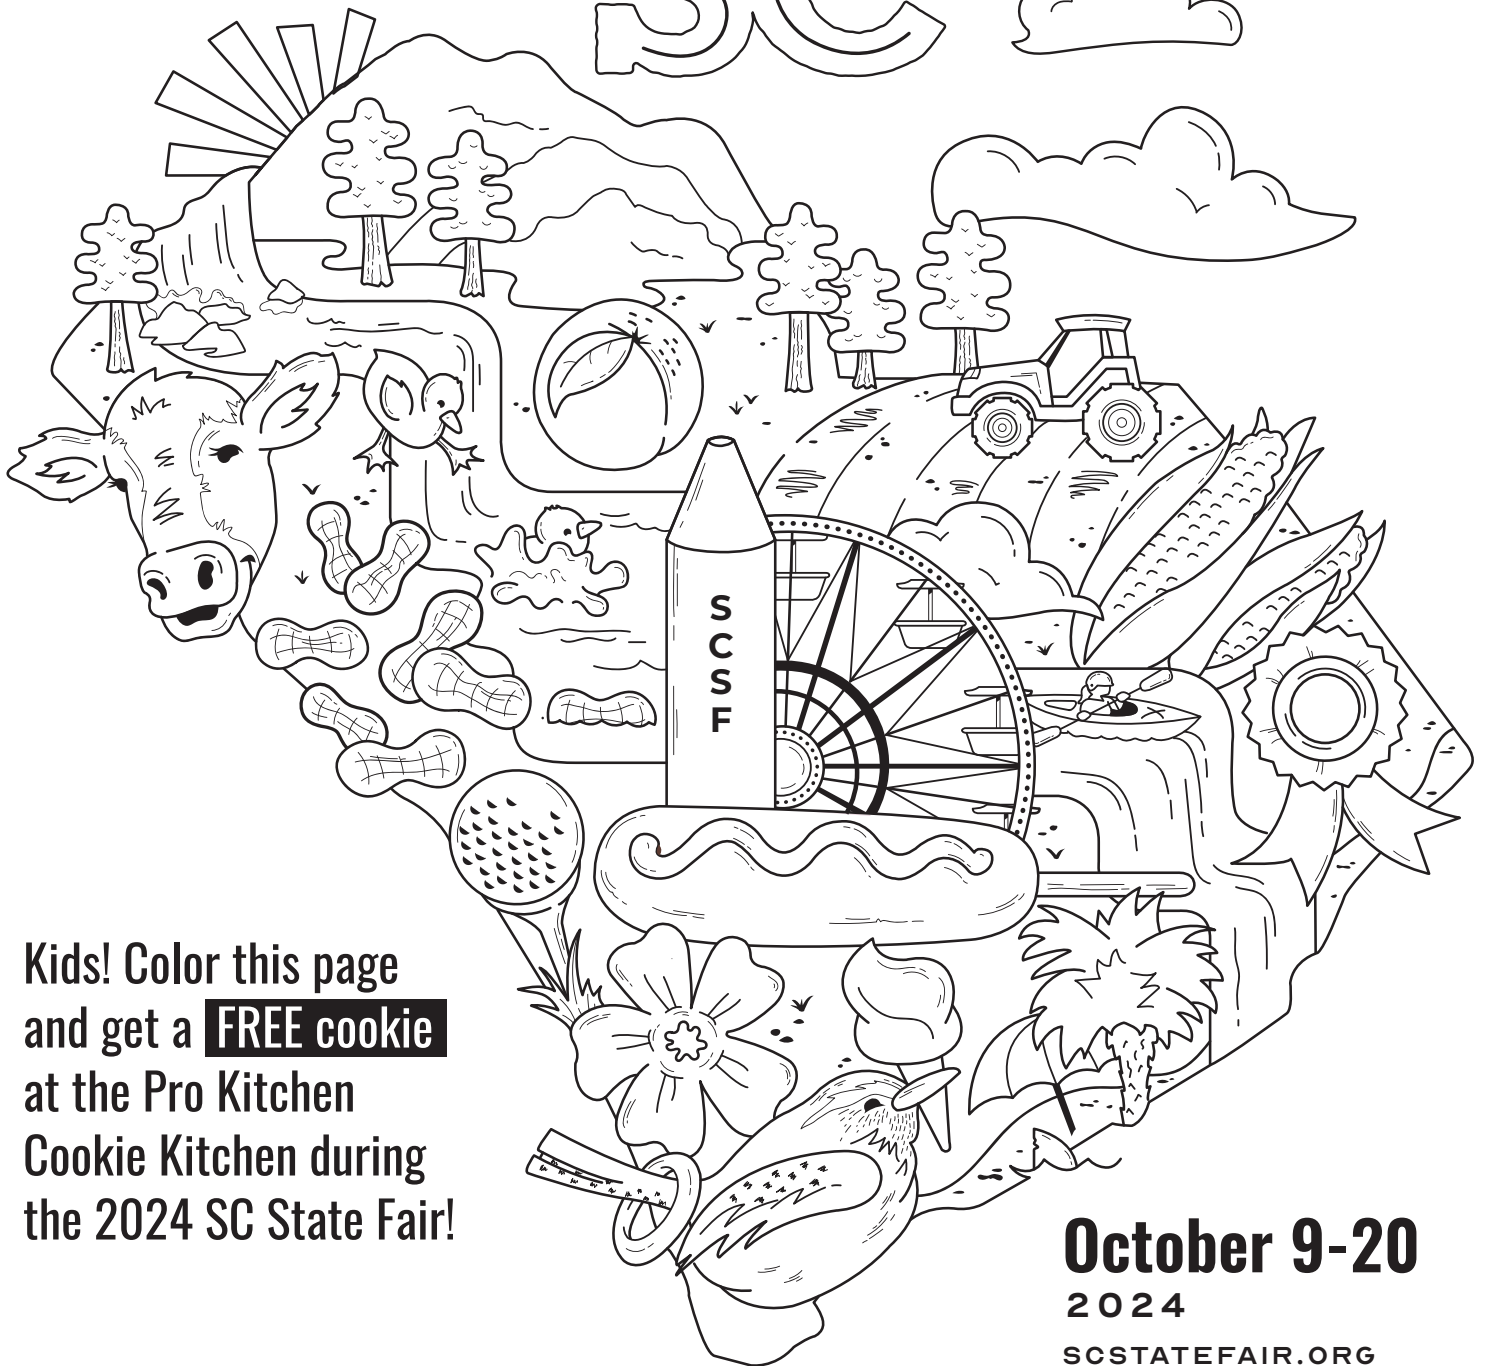 SC
S
C
S
F
Kids! Color this page
and get a FREE cookie
at the Pro Kitchen
Cookie Kitchen during
the 2024 SC State Fair!
October 9-20
2024
SCSTATEFAIR.ORG